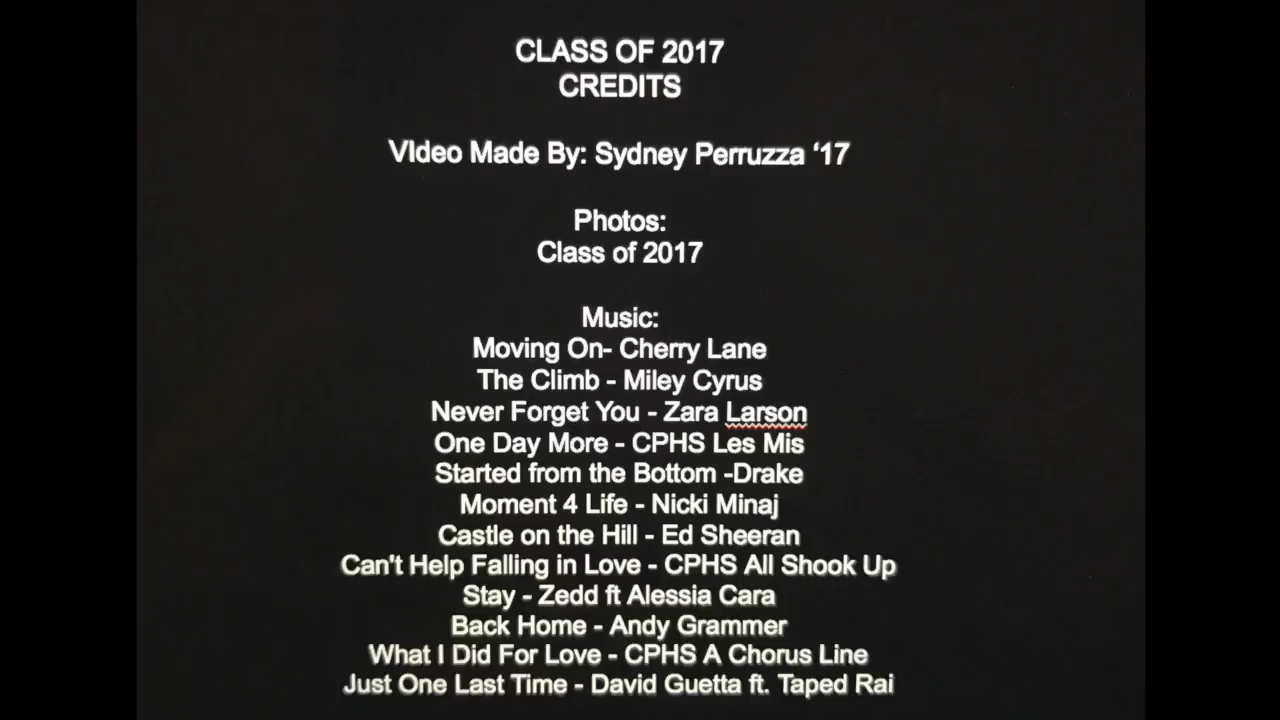 CLASS OF 2017
CREDITS
VIdeo Made By: Sydney Perruzza ‘17
Photos:
Class of 2017
Music:
Moving On- Cherry Lane
The Climb - Miley Cyrus
Never Forget You - Zara Larson
One Day More - CPHS Les Mis
Started from the Bottom -Drake
Moment 4 Life - Nicki Minaj
Castle on the Hill - Ed Sheeran
Can't Help Falling in Love - CPHS All Shook Up
Stay - Zedd ft Alessia Cara
Back Home - Andy Grammer
What I Did For Love - CPHS A Chorus Line
Just One Last Time - David Guetta ft. Taped Rai